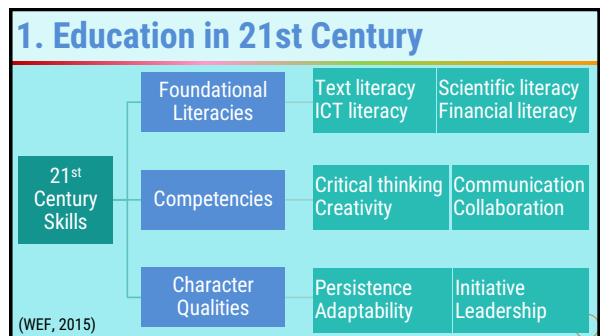 1. Education in 21st Century
Foundational
Literacies
Text literacy
ICT literacy
Scientific literacy
Financial literacy
21st
Century
Skills
Competencies
Critical thinking
Creativity
Communication
Collaboration
Character
Qualities
Persistence
Adaptability
Initiative
Leadership
(WEF, 2015)